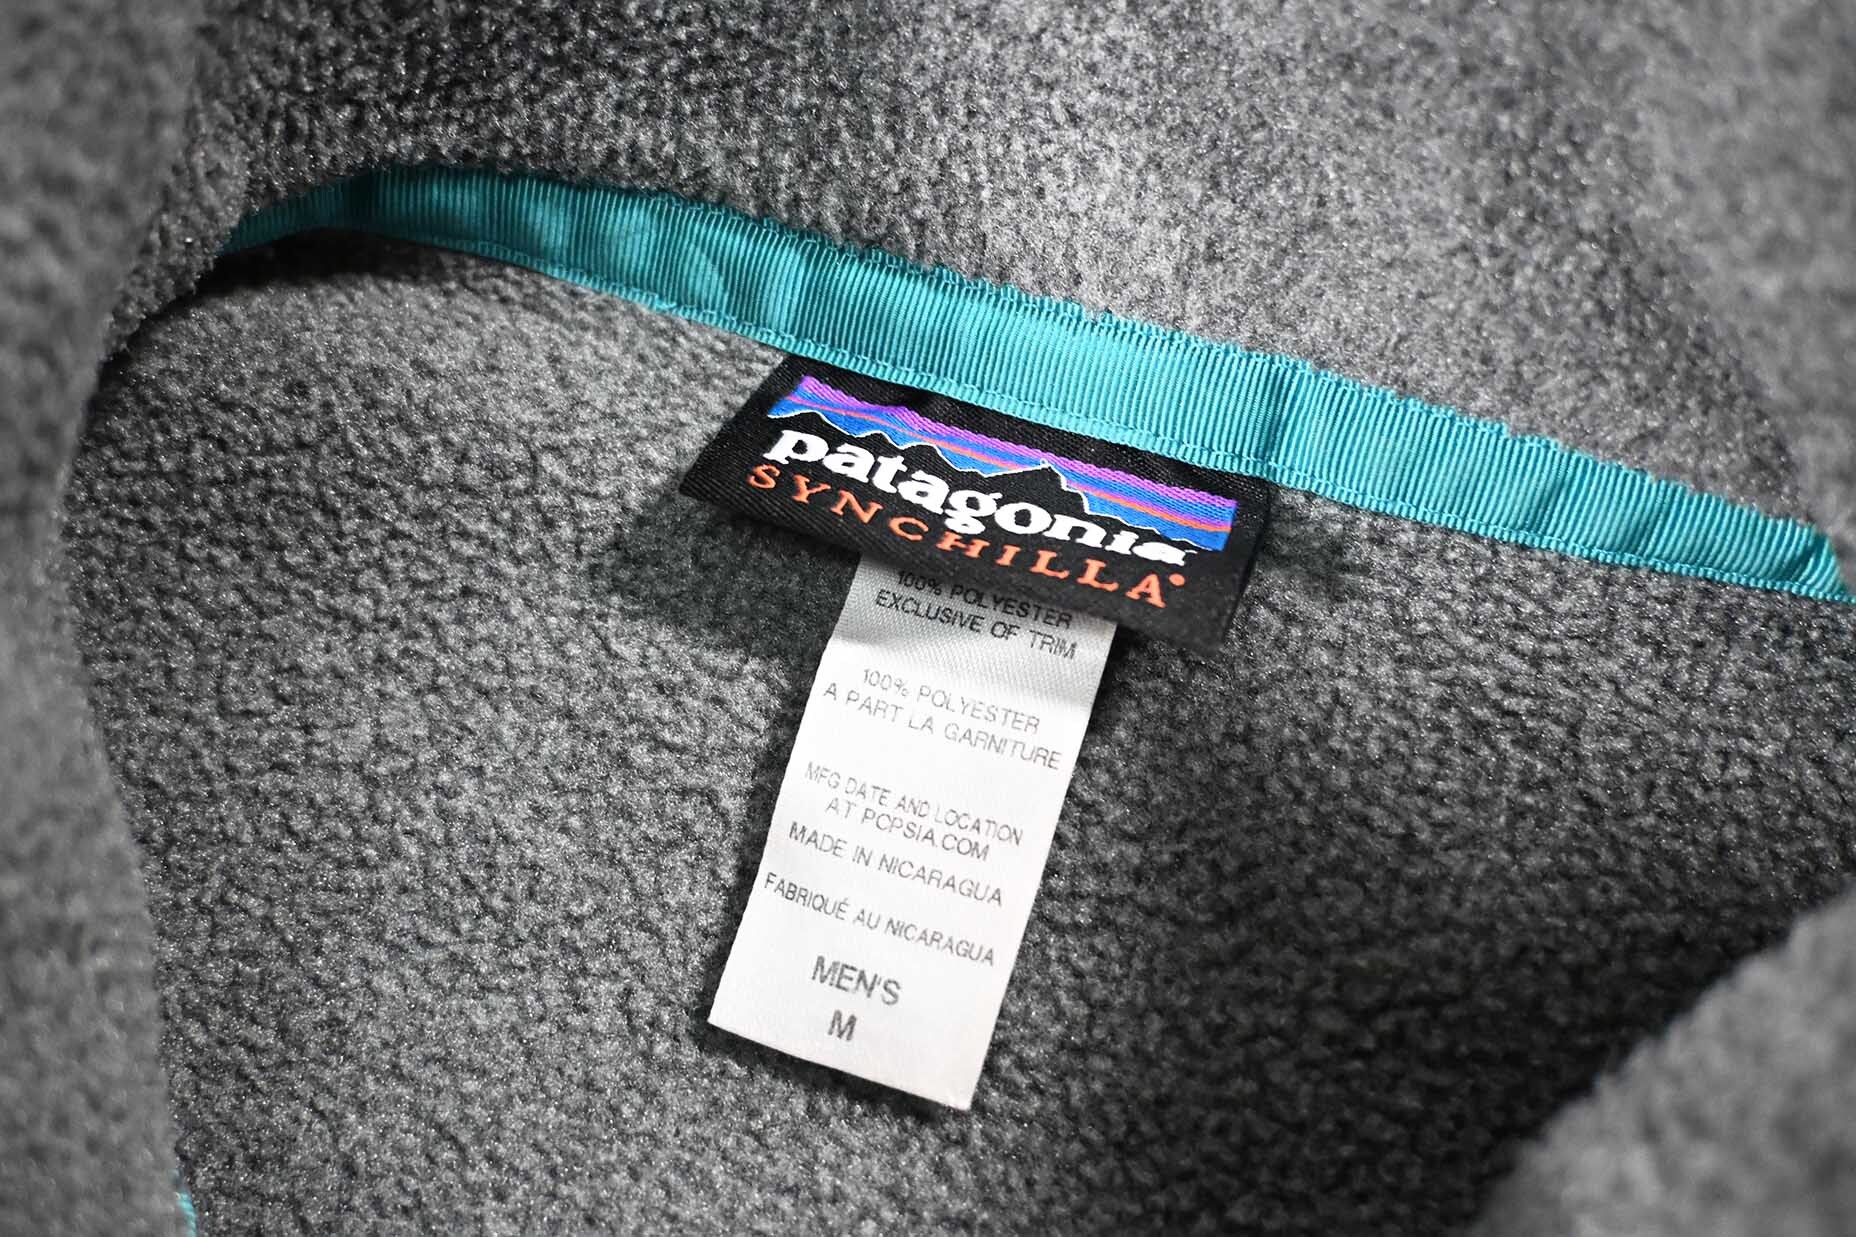 patagonia
SYNCHILLA
100% POLYESTER
EXCLUSIVE OF TRIM
100% POLYESTER
A PART LA GARNITURE
MFG DATE AND LOCATION
AT PCPSIA.COM
MADE IN NICARAGUA
FABRIQUÉ AU NICARAGUA
MEN'S
M